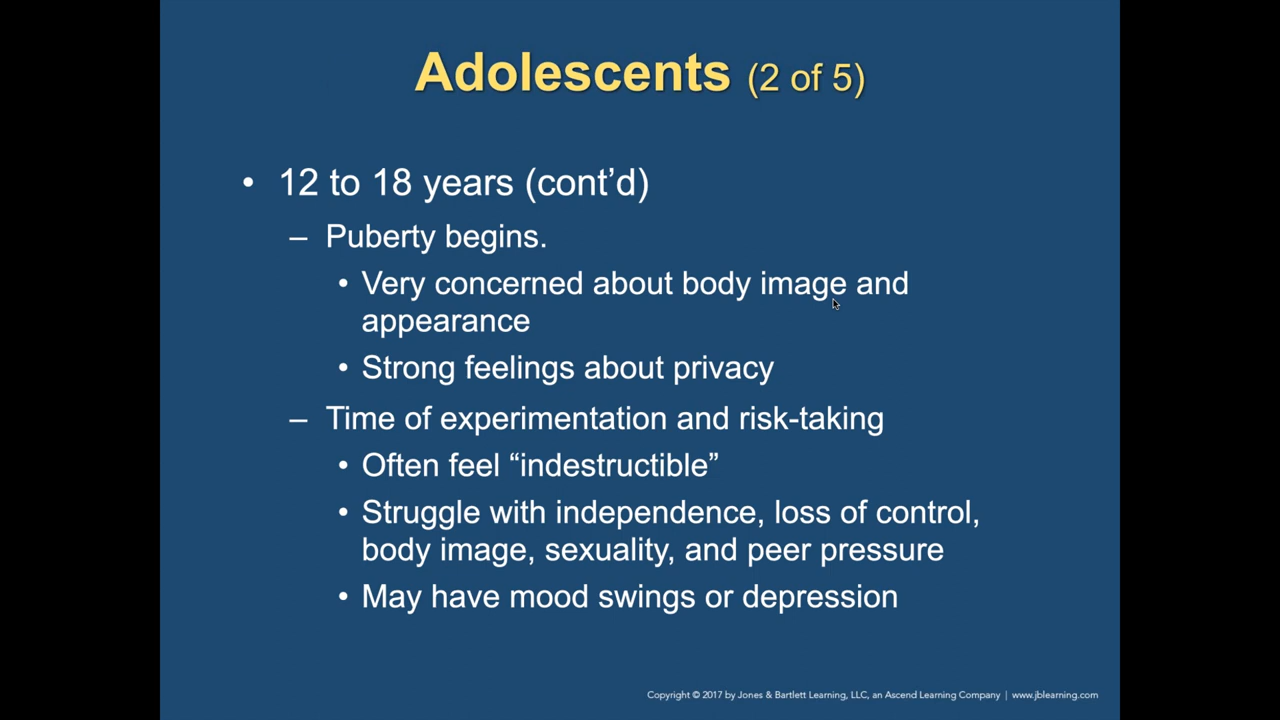 Adolescents (2 of 5)
• 12 to 18 years (cont’d)
– Puberty begins.
• Very concerned about body image and
appearance
• Strong feelings about privacy
– Time of experimentation and risk-taking
• Often feel “indestructible”
• Struggle with independence, loss of control,
body image, sexuality, and peer pressure
• May have mood swings or depression
Copyright © 2017 by Jones & Bartlett Learning, LLC, an Ascend Learning Company | www.jblearning.com